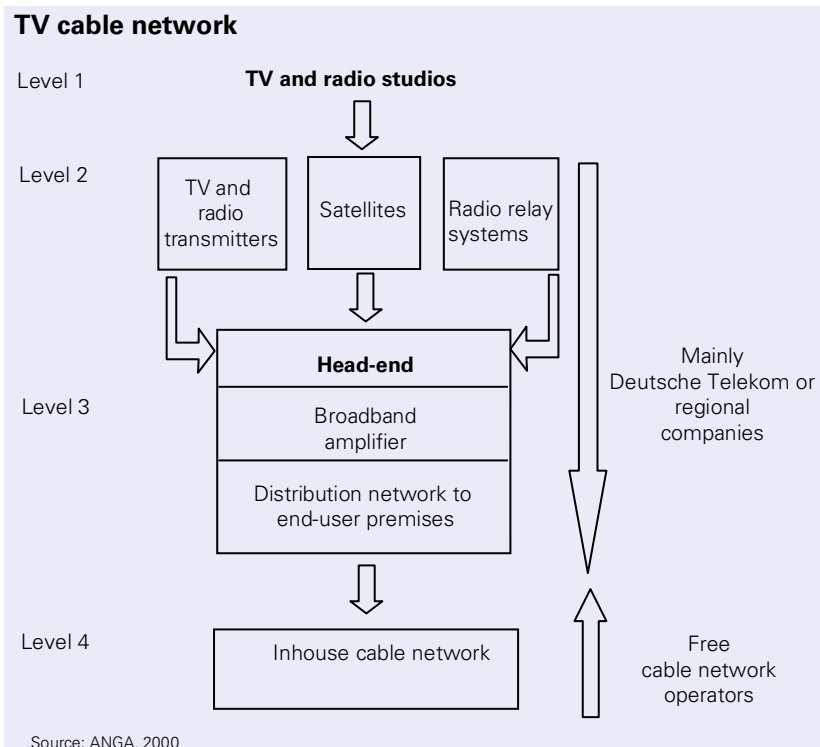 TV cable network
Level 1
TV and radio studios
Level 2
TV and
radio
transmitters
Satellites
Radio relay
systems
Head-end
Level 3
Broadband
amplifier
Distribution network to
end-user premises
Mainly
Deutsche Telekom or
regional
companies
Level 4
Inhouse cable network
Free
cable network
operators
Source: ANGA, 2000